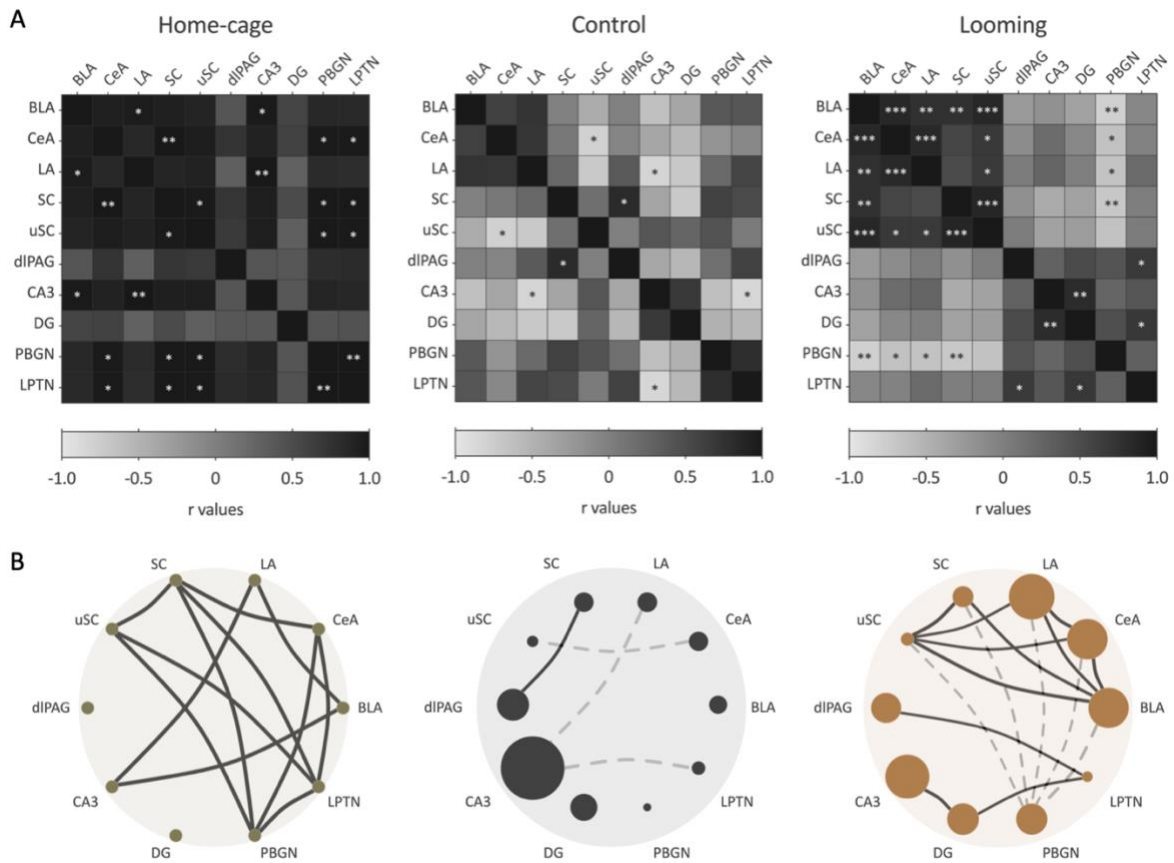 A
Home-cage Control Looming
BLA CeA LA SC uSC dlPAG CA3 DG PBGN LPTN
BLA CeA LA SC uSC dlPAG CA3 DG PBGN LPTN
BLA CeA LA SC uSC dlPAG CA3 DG PBGN LPTN
BLA * * BLA BLA *** ** ** *** **
CeA ** * * CeA * CeA *** *** * *
LA * ** LA * LA ** *** * *
SC ** * * * SC * SC ** *** **
uSC * * * uSC * uSC *** * * ***
dlPAG dlPAG * dlPAG *
CA3 * ** CA3 * * CA3 **
DG DG DG ** *
PBGN * * * ** PBGN PBGN ** * * **
LPTN * * * ** LPTN * LPTN * *
-1.0 -0.5 0 0.5 1.0 -1.0 -0.5 0 0.5 1.0 -1.0 -0.5 0 0.5 1.0
r values r values r values
B
SC LA SC LA SC LA
uSC CeA uSC CeA uSC CeA
dlPAG BLA dlPAG BLA dlPAG BLA
CA3 LPTN CA3 LPTN CA3 LPTN
DG PBGN DG PBGN DG PBGN